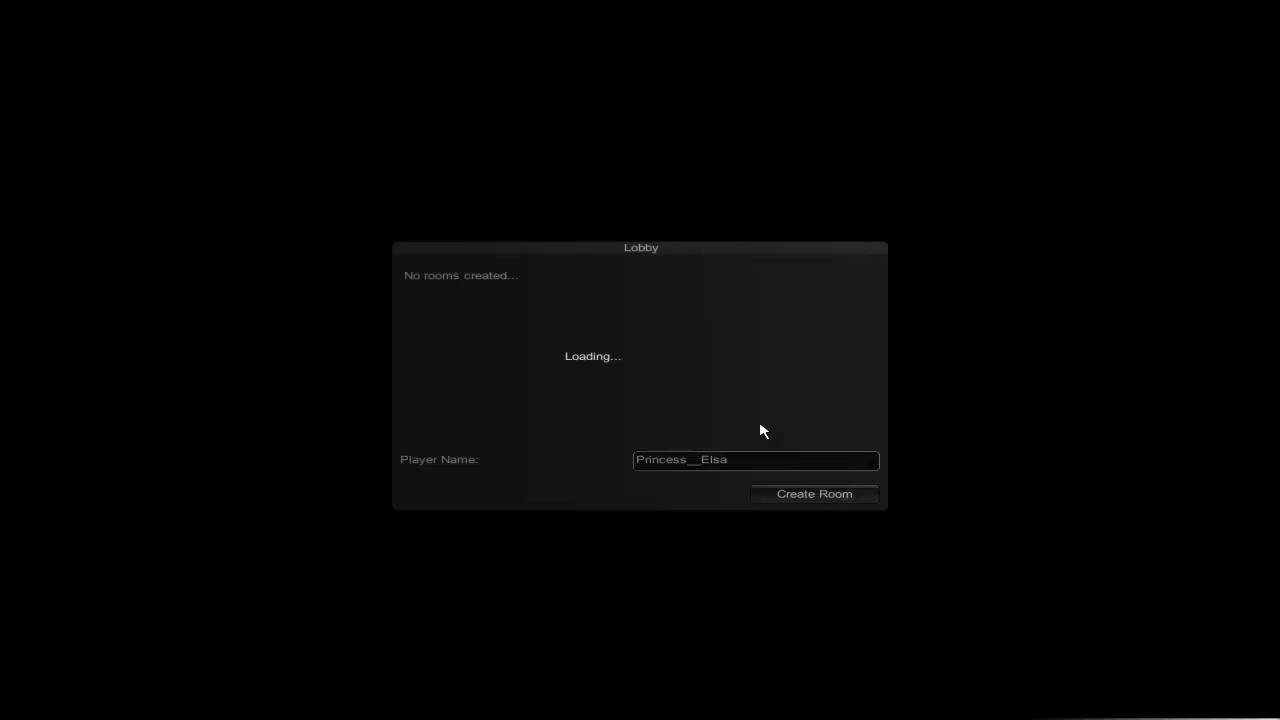 Lobby
No rooms created...
Loading...
Player Name: Princess__Elsa
Create Room